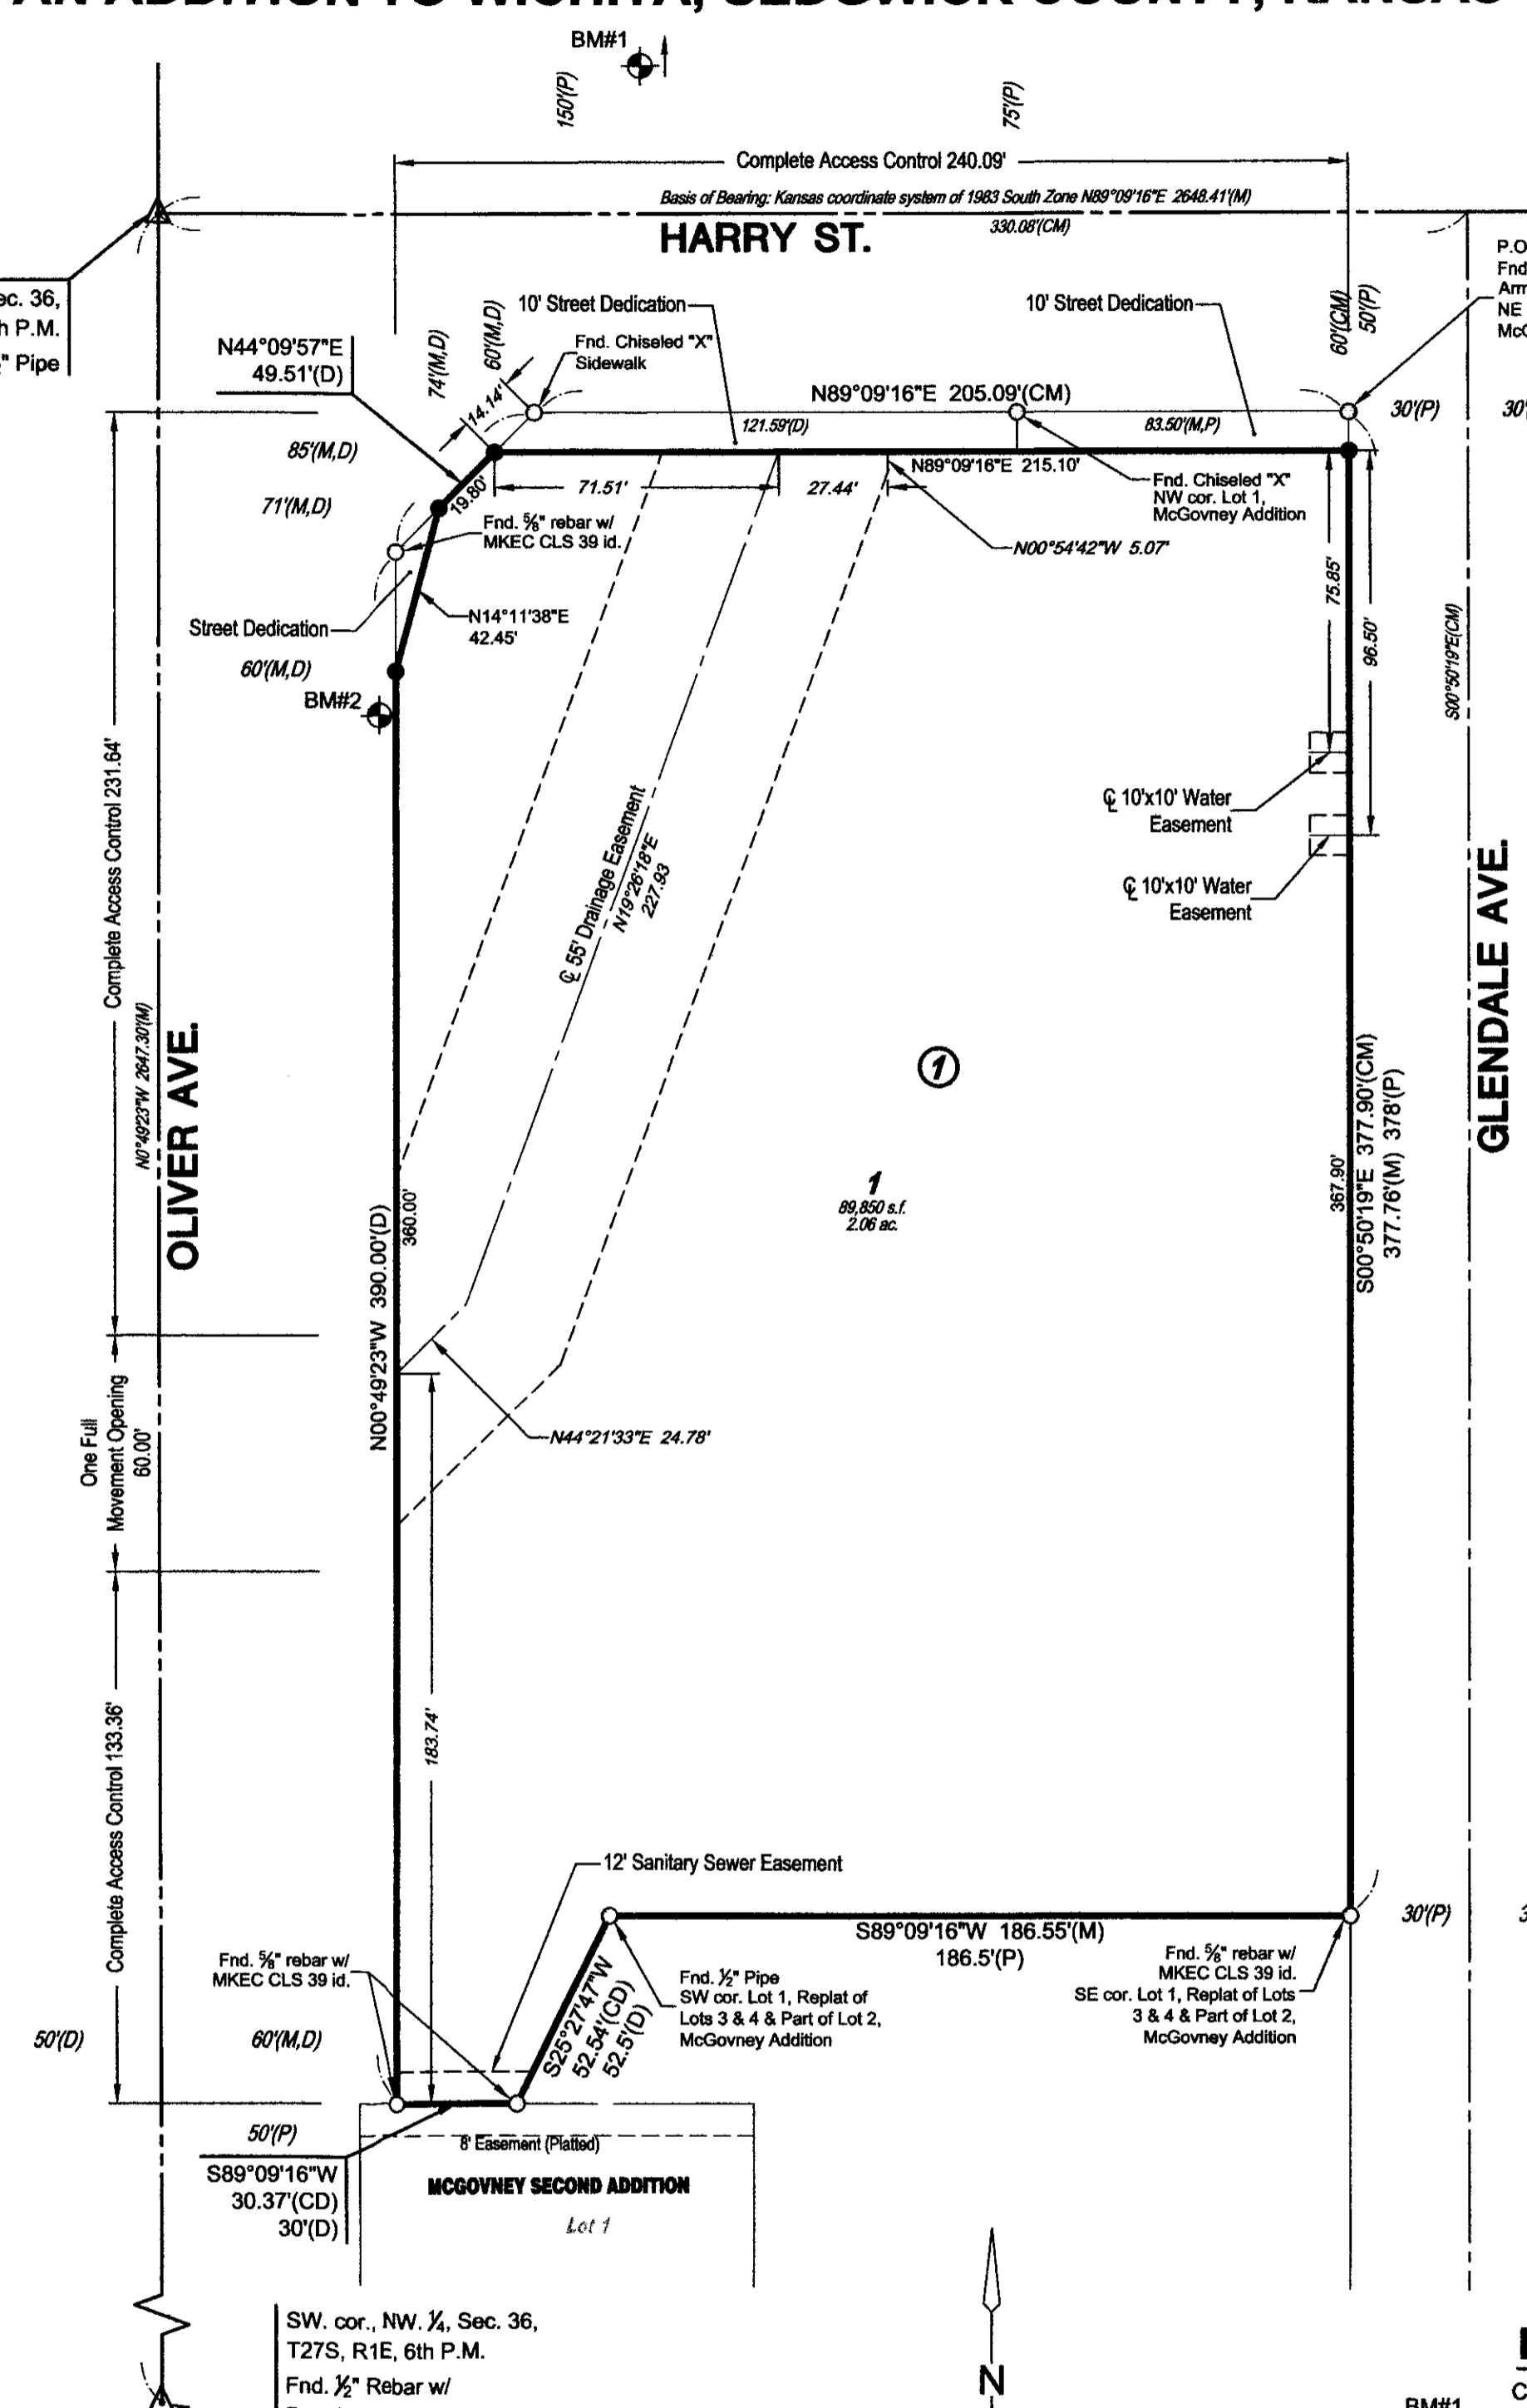 AN ADDITION TO WICHITA, SEDGWICK COUNTY, KANSAS
BM#1
150'(P)
75'(P)
Complete Access Control 240.09'
Basis of Bearing: Kansas coordinate system of 1983 South Zone N89°09'16"E 2648.41'(M)
HARRY ST.
330.08'(CM)
ec. 36,
h P.M.
" Pipe
P.O
Fnd
Arm
NE
McG
N44°09'57"E
49.51'(D)
74'(M,D)
60'(M,D)
14.14'
10' Street Dedication
10' Street Dedication
60'(CM)
50'(P)
Fnd. Chiseled "X"
Sidewalk
N89°09'16"E 205.09'(CM)
121.59'(D)
83.50'(M,P)
30'(P)
30'
85'(M,D)
N89°09'16"E 215.10'
71.51'
27.44'
Fnd. Chiseled "X"
NW cor. Lot 1,
McGovney Addition
71'(M,D)
19.80'
Fnd. ⅝" rebar w/
MKEC CLS 39 id.
N00°54'42"W 5.07'
75.85'
96.50'
N14°11'38"E
42.45'
Street Dedication
60'(M,D)
BM#2
S00°50'19"E(CM)
Complete Access Control 231.64'
℄ 55' Drainage Easement
N19°26'18"E
227.93
℄ 10'x10' Water
Easement
℄ 10'x10' Water
Easement
GLENDALE AVE.
N0°49'23"W 2647.30'(M)
OLIVER AVE.
1
1
89,850 s.f.
2.06 ac.
N00°49'23"W 390.00'(D)
360.00'
367.90'
S00°50'19"E 377.90'(CM)
377.76'(M) 378'(P)
One Full
Movement Opening
60.00'
N44°21'33"E 24.78'
Complete Access Control 133.36'
183.74'
12' Sanitary Sewer Easement
S89°09'16"W 186.55'(M)
186.5'(P)
30'(P)
3
Fnd. ⅝" rebar w/
MKEC CLS 39 id.
S25°27'47"W
52.54'(CD)
52.5'(D)
Fnd. ½" Pipe
SW cor. Lot 1, Replat of
Lots 3 & 4 & Part of Lot 2,
McGovney Addition
Fnd. ⅝" rebar w/
MKEC CLS 39 id.
SE cor. Lot 1, Replat of Lots
3 & 4 & Part of Lot 2,
McGovney Addition
50'(D)
60'(M,D)
50'(P)
8' Easement (Platted)
S89°09'16"W
30.37'(CD)
30'(D)
MCGOVNEY SECOND ADDITION
Lot 1
SW. cor., NW. ¼, Sec. 36,
T27S, R1E, 6th P.M.
Fnd. ½" Rebar w/
N
BM#1